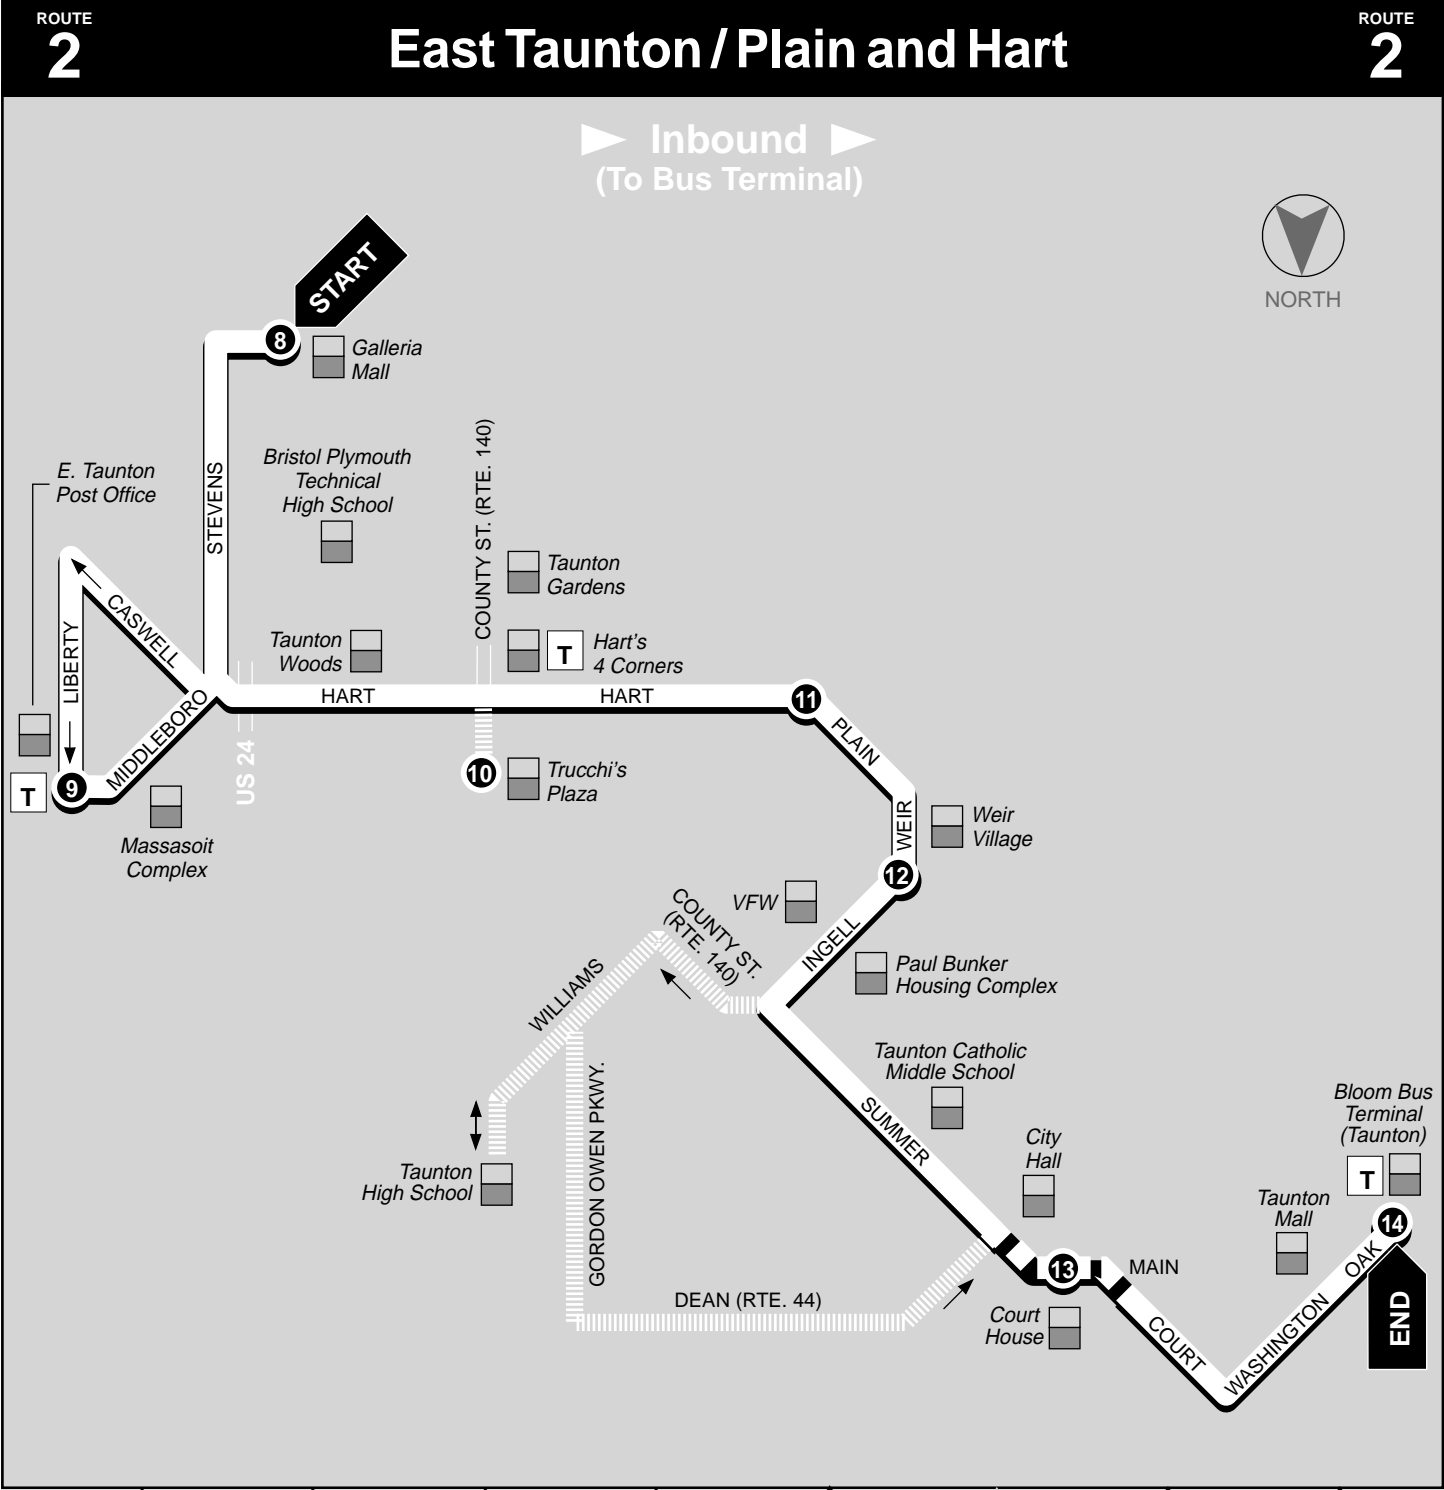 ROUTE
2
East Taunton / Plain and Hart
ROUTE
2
Inbound
(To Bus Terminal)
NORTH
START
8
Galleria
Mall
STEVENS
E. Taunton
Post Office
Bristol Plymouth
Technical
High School
COUNTY ST. (RTE. 140)
Taunton
Gardens
CASWELL
LIBERTY
Taunton
Woods
T
Hart's
4 Corners
HART
HART
11
MIDDLEBORO
US 24
PLAIN
T
9
10
Trucchi's
Plaza
Massasoit
Complex
WEIR
Weir
Village
12
VFW
COUNTY ST.
(RTE. 140)
INGELL
Paul Bunker
Housing Complex
WILLIAMS
Taunton Catholic
Middle School
SUMMER
GORDON OWEN PKWY.
Taunton
High School
City
Hall
Bloom Bus
Terminal
(Taunton)
T
Taunton
Mall
14
13
MAIN
OAK
DEAN (RTE. 44)
Court
House
COURT
WASHINGTON
END